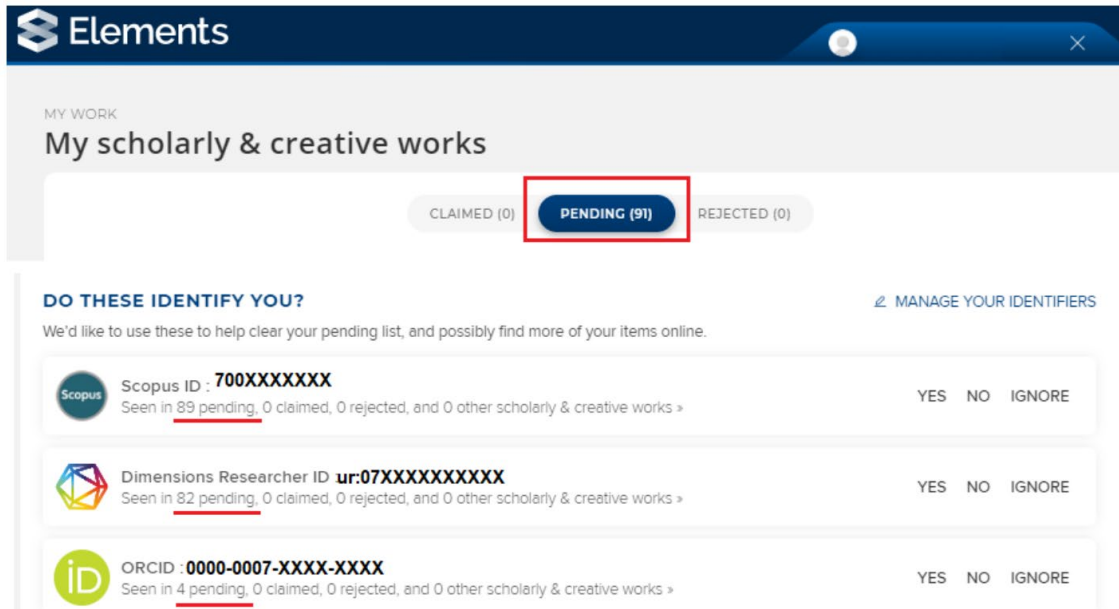 Elements
MY WORK
My scholarly & creative works
CLAIMED (0) PENDING (91) REJECTED (0)
DO THESE IDENTIFY YOU? MANAGE YOUR IDENTIFIERS
We'd like to use these to help clear your pending list, and possibly find more of your items online.
Scopus
Scopus ID : 700XXXXXXX
Seen in 89 pending, 0 claimed, 0 rejected, and 0 other scholarly & creative works »
YES NO IGNORE
Dimensions Researcher ID :ur:07XXXXXXXXXX
Seen in 82 pending, 0 claimed, 0 rejected, and 0 other scholarly & creative works »
YES NO IGNORE
iD
ORCID : 0000-0007-XXXX-XXXX
Seen in 4 pending, 0 claimed, 0 rejected, and 0 other scholarly & creative works »
YES NO IGNORE